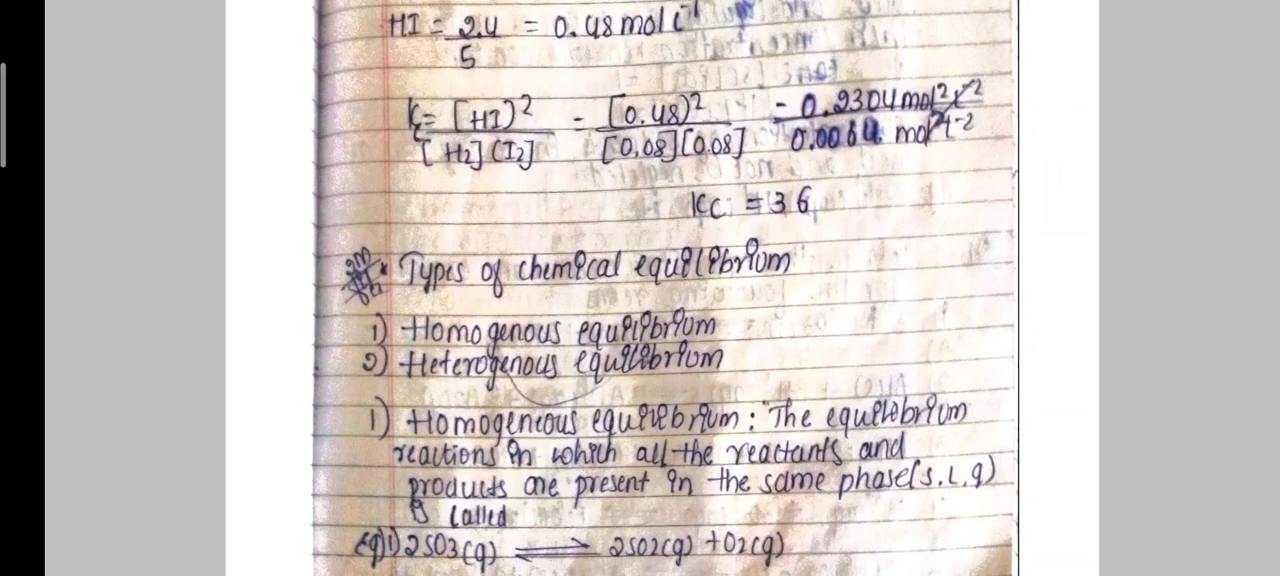 HI = 2.4/5 = 0.48 mol L⁻¹
Kc = [HI]²/[H2](I2] = [0.48)²/[0.08][0.08] = 0.2304 mol² L⁻²/0.0064 mol² L⁻²
Kc = 36
Types of chemical equilibrium
1) Homogenous equilibrium
2) Heterogenous equilibrium
1) Homogeneous equilibrium : The equilibrium
reactions in which all the reactants and
products are present in the same phase(s.l,g)
is called
eg)1) 2SO3(g) ⇌ 2SO2(g) + O2(g)